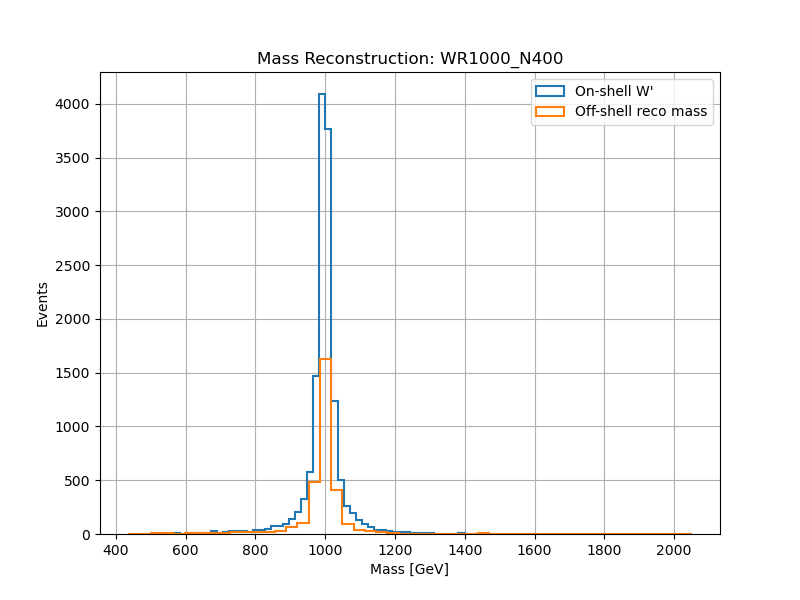 Mass Reconstruction: WR1000_N400
On-shell W'
Off-shell reco mass
4000
3500
3000
2500
2000
1500
1000
500
0
Events
400 600 800 1000 1200 1400 1600 1800 2000
Mass [GeV]